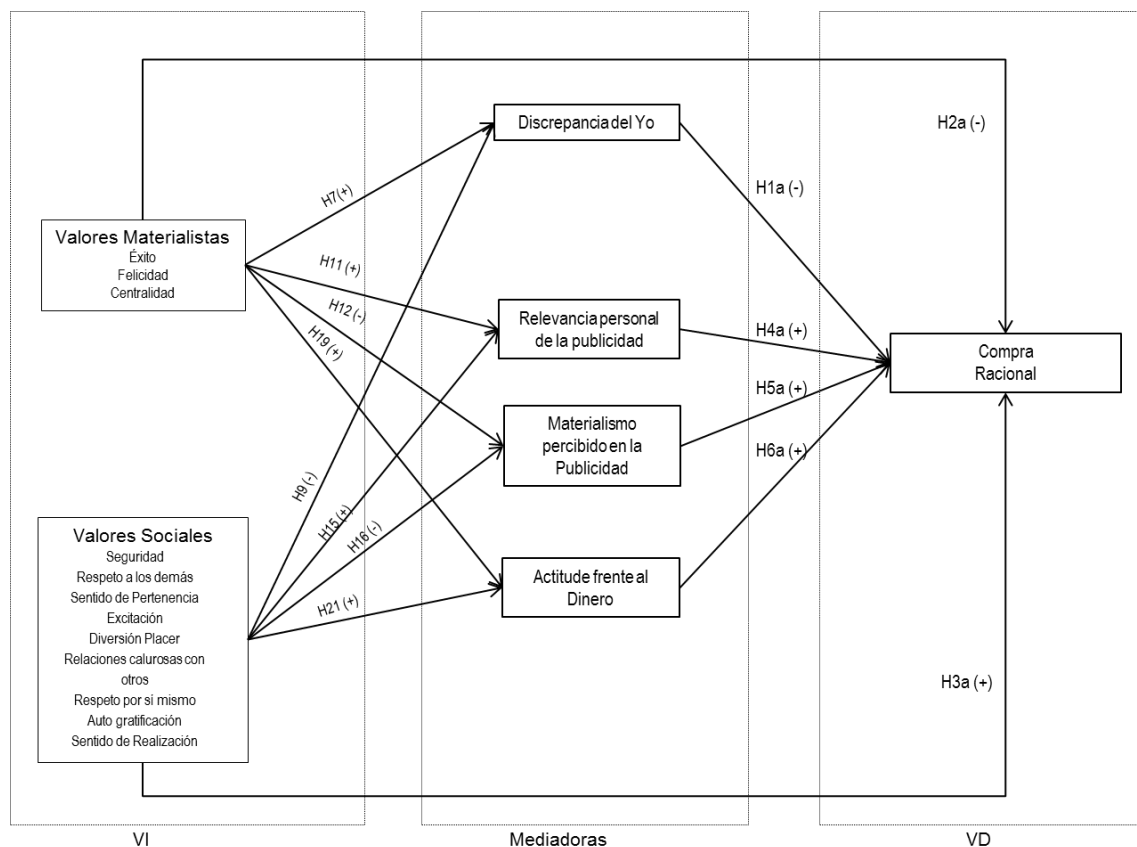 Valores Materialistas
Éxito
Felicidad
Centralidad
Valores Sociales
Seguridad
Respeto a los demás
Sentido de Pertenencia
Excitación
Diversión Placer
Relaciones calurosas con
otros
Respeto por sí mismo
Auto gratificación
Sentido de Realización
VI
H7(+)
H11 (+)
H12 (-)
H19 (+)
H9 (-)
H15 (+)
H16 (-)
H21 (+)
Discrepancia del Yo
Relevancia personal
de la publicidad
Materialismo
percibido en la
Publicidad
Actitude frente al
Dinero
Mediadoras
H2a (-)
H1a (-)
H4a (+)
H5a (+)
H6a (+)
H3a (+)
Compra
Racional
VD